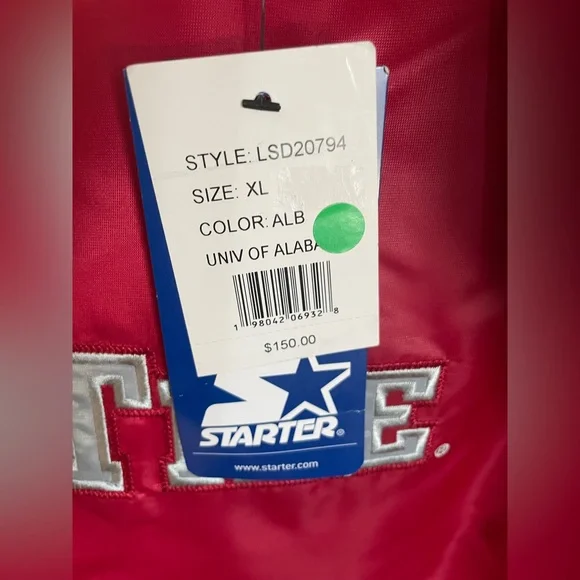 STYLE: LSD20794
SIZE: XL
COLOR: ALB
UNIV OF ALABA
1 98042 06932 8
$150.00
STARTER®
www.starter.com
TI E®